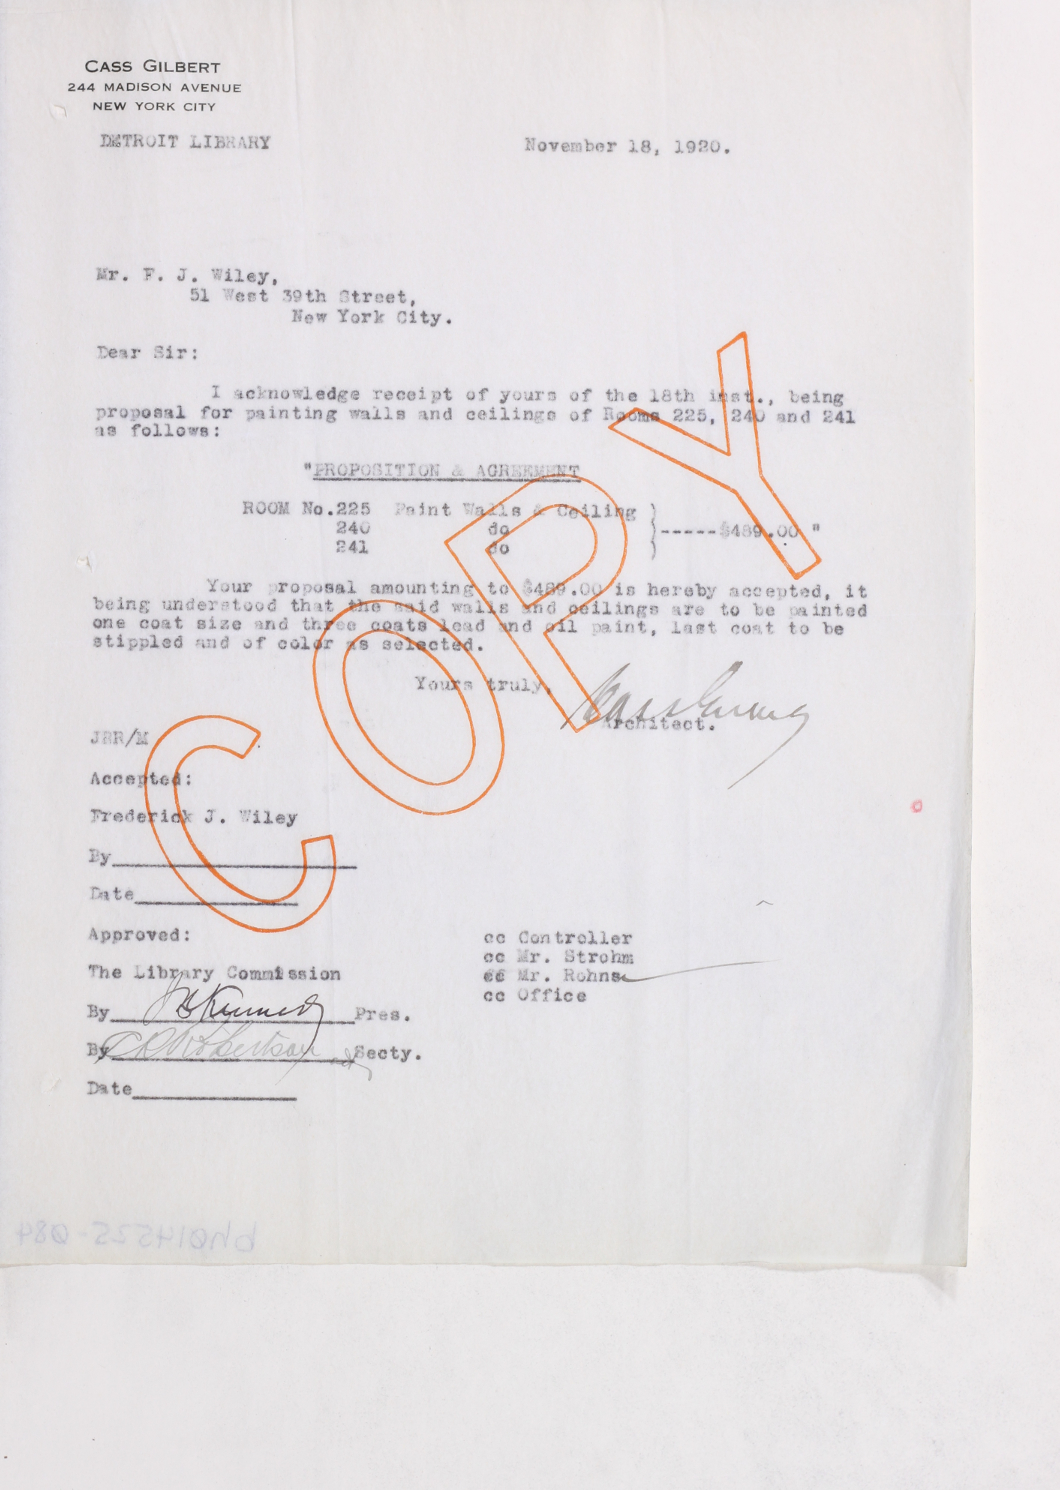 CASS GILBERT
244 MADISON AVENUE
NEW YORK CITY
DETROIT LIBRARY
November 18, 1920.
Mr. F. J. Wiley,
51 West 39th Street,
New York City.
Dear Sir:
I acknowledge receipt of yours of the 18th inst., being
proposal for painting walls and ceilings of Rooms 225, 240 and 241
as follows:
"PROPOSITION & AGREEMENT
ROOM No.225 Paint Walls & Ceiling
240 do
241 do
-----$489.00 "
Your proposal amounting to $489.00 is hereby accepted, it
being understood that the said walls and ceilings are to be painted
one coat size and three coats lead and oil paint, last coat to be
stippled and of color as selected.
Yours truly,
Cass Gilbert
Architect.
JRR/M
Accepted:
Frederick J. Wiley
By
Date
Approved:
The Library Commission
By Pres.
By Robertson Secty.
Date
cc Controller
cc Mr. Strohm
cc Mr. Rohns
cc Office
COPY
bh014525-084